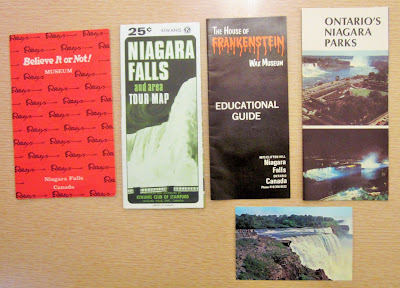 Believe It or Not!
MUSEUM
Ripley's
Niagara Falls
Canada
25¢
KIWANIS
NIAGARA
FALLS
and area
TOUR MAP
KIWANIS CLUB OF STAMFORD
The HOUSE OF
FRANKENSTEIN
WAX MUSEUM
EDUCATIONAL
GUIDE
Niagara
Falls
ONTARIO
Canada
ONTARIO'S
NIAGARA
PARKS